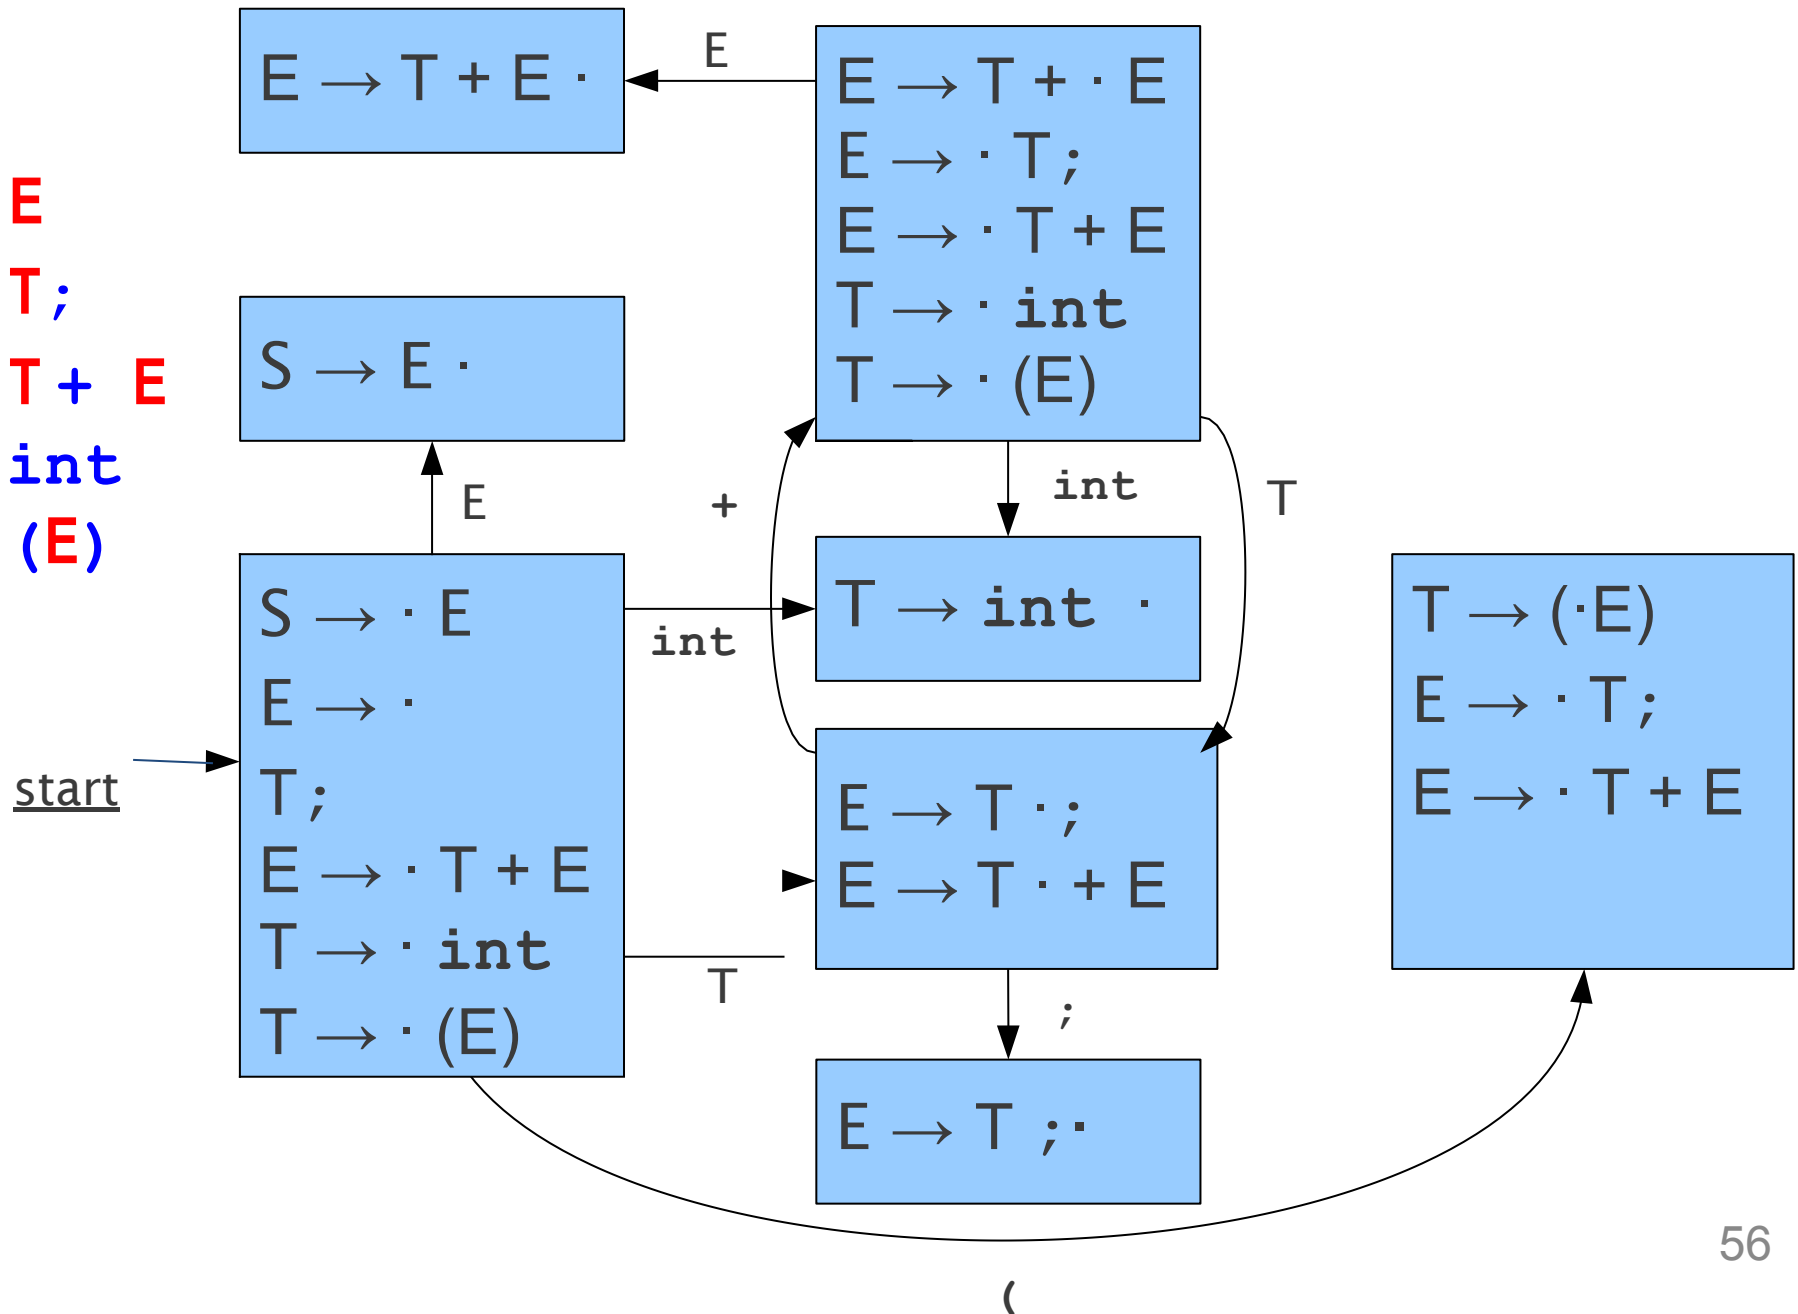 E
T;
T + E
int
(E)
start
E → T + E ·
E
E → T + · E
E → · T ;
E → · T + E
T → · int
T → · (E)
S → E ·
E
+
int
T
S → · E
E → ·
T ;
E → · T + E
T → · int
T → · (E)
int
T → int ·
T
E → T · ;
E → T · + E
;
E → T ; ·
T → (·E)
E → · T ;
E → · T + E
(
56